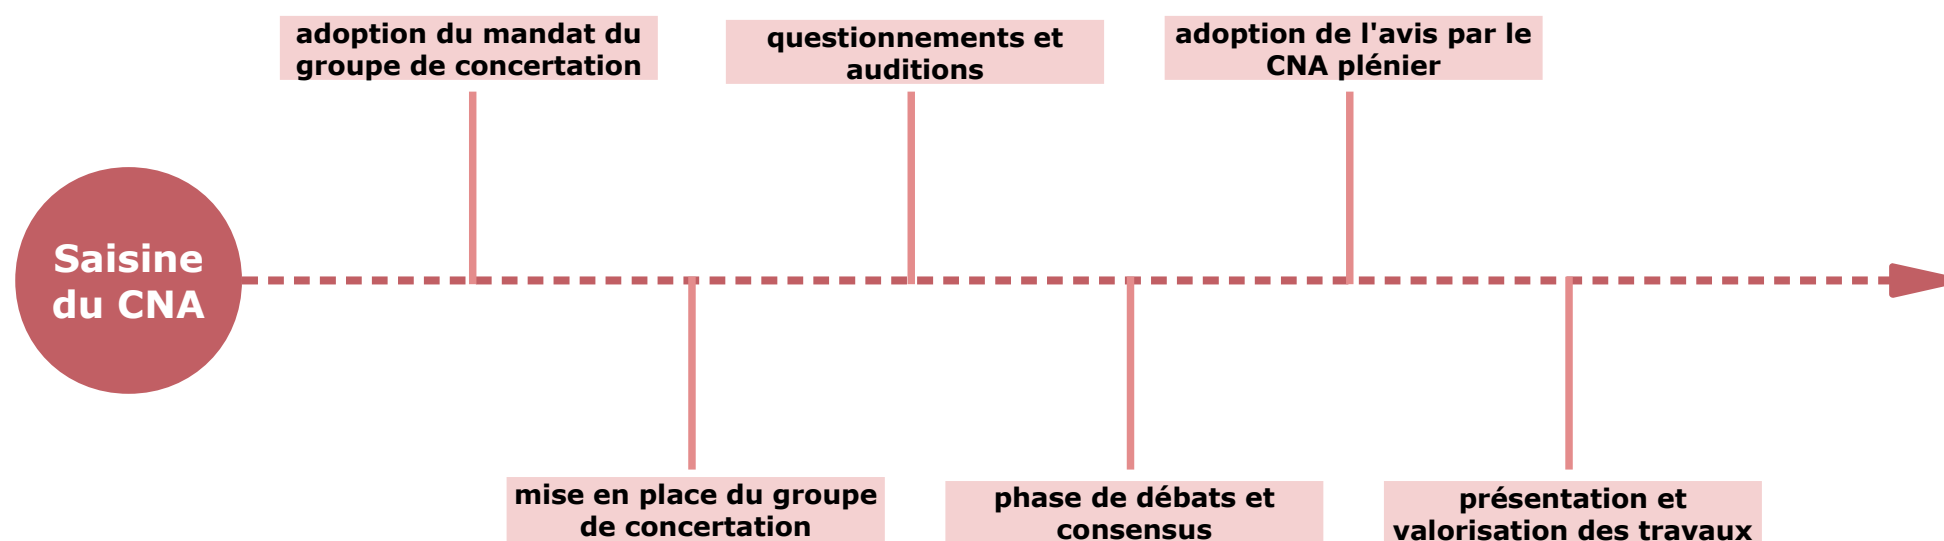 Saisine
du CNA
adoption du mandat du
groupe de concertation
mise en place du groupe
de concertation
questionnements et
auditions
phase de débats et
consensus
adoption de l'avis par le
CNA plénier
présentation et
valorisation des travaux